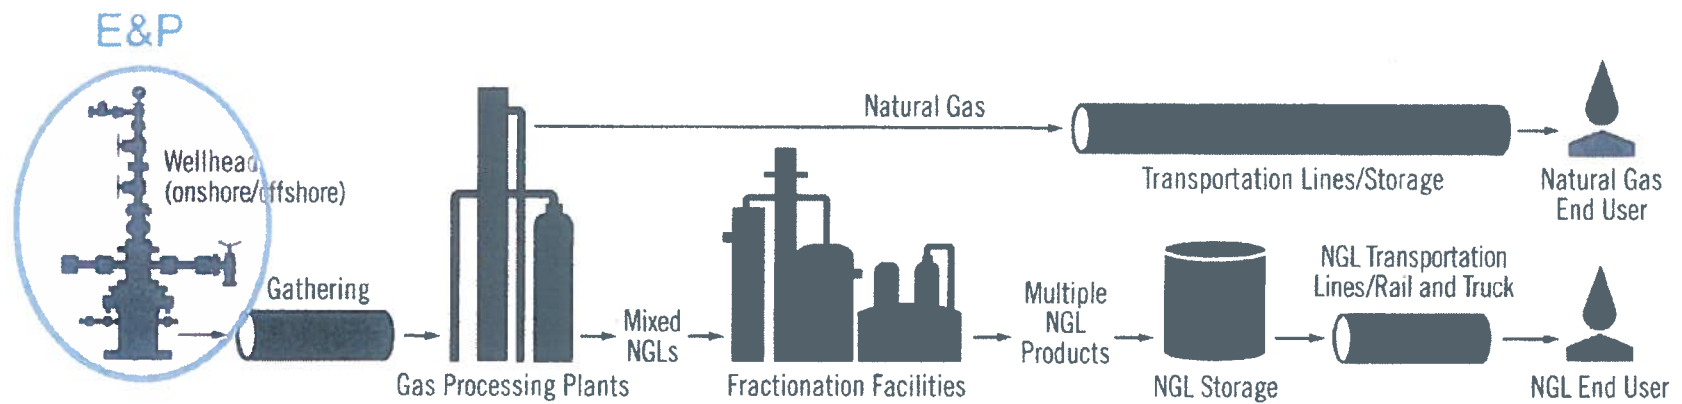 E&P
Wellhead
(onshore/offshore)
Gathering
Gas Processing Plants
Natural Gas
Mixed
NGLs
Fractionation Facilities
Transportation Lines/Storage
Natural Gas
End User
Multiple
NGL
Products
NGL Storage
NGL Transportation
Lines/Rail and Truck
NGL End User